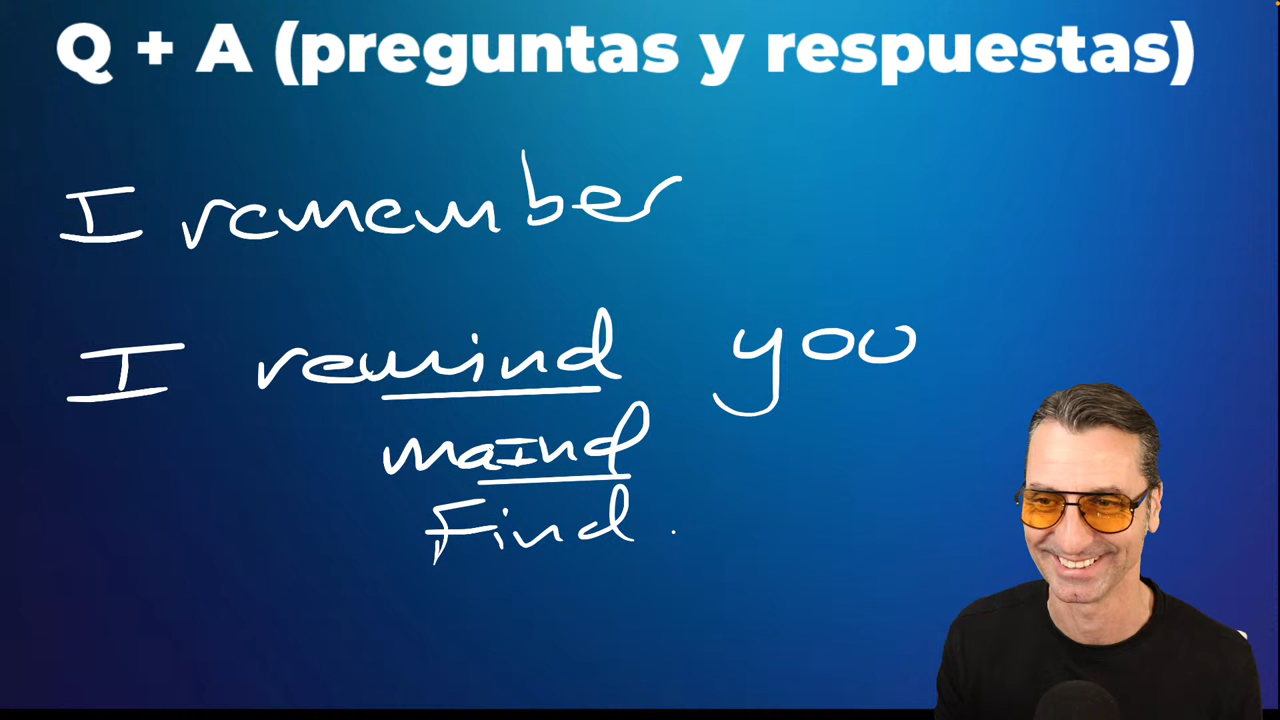 Q + A (preguntas y respuestas)
I remember
I remind you
maInd
Find.